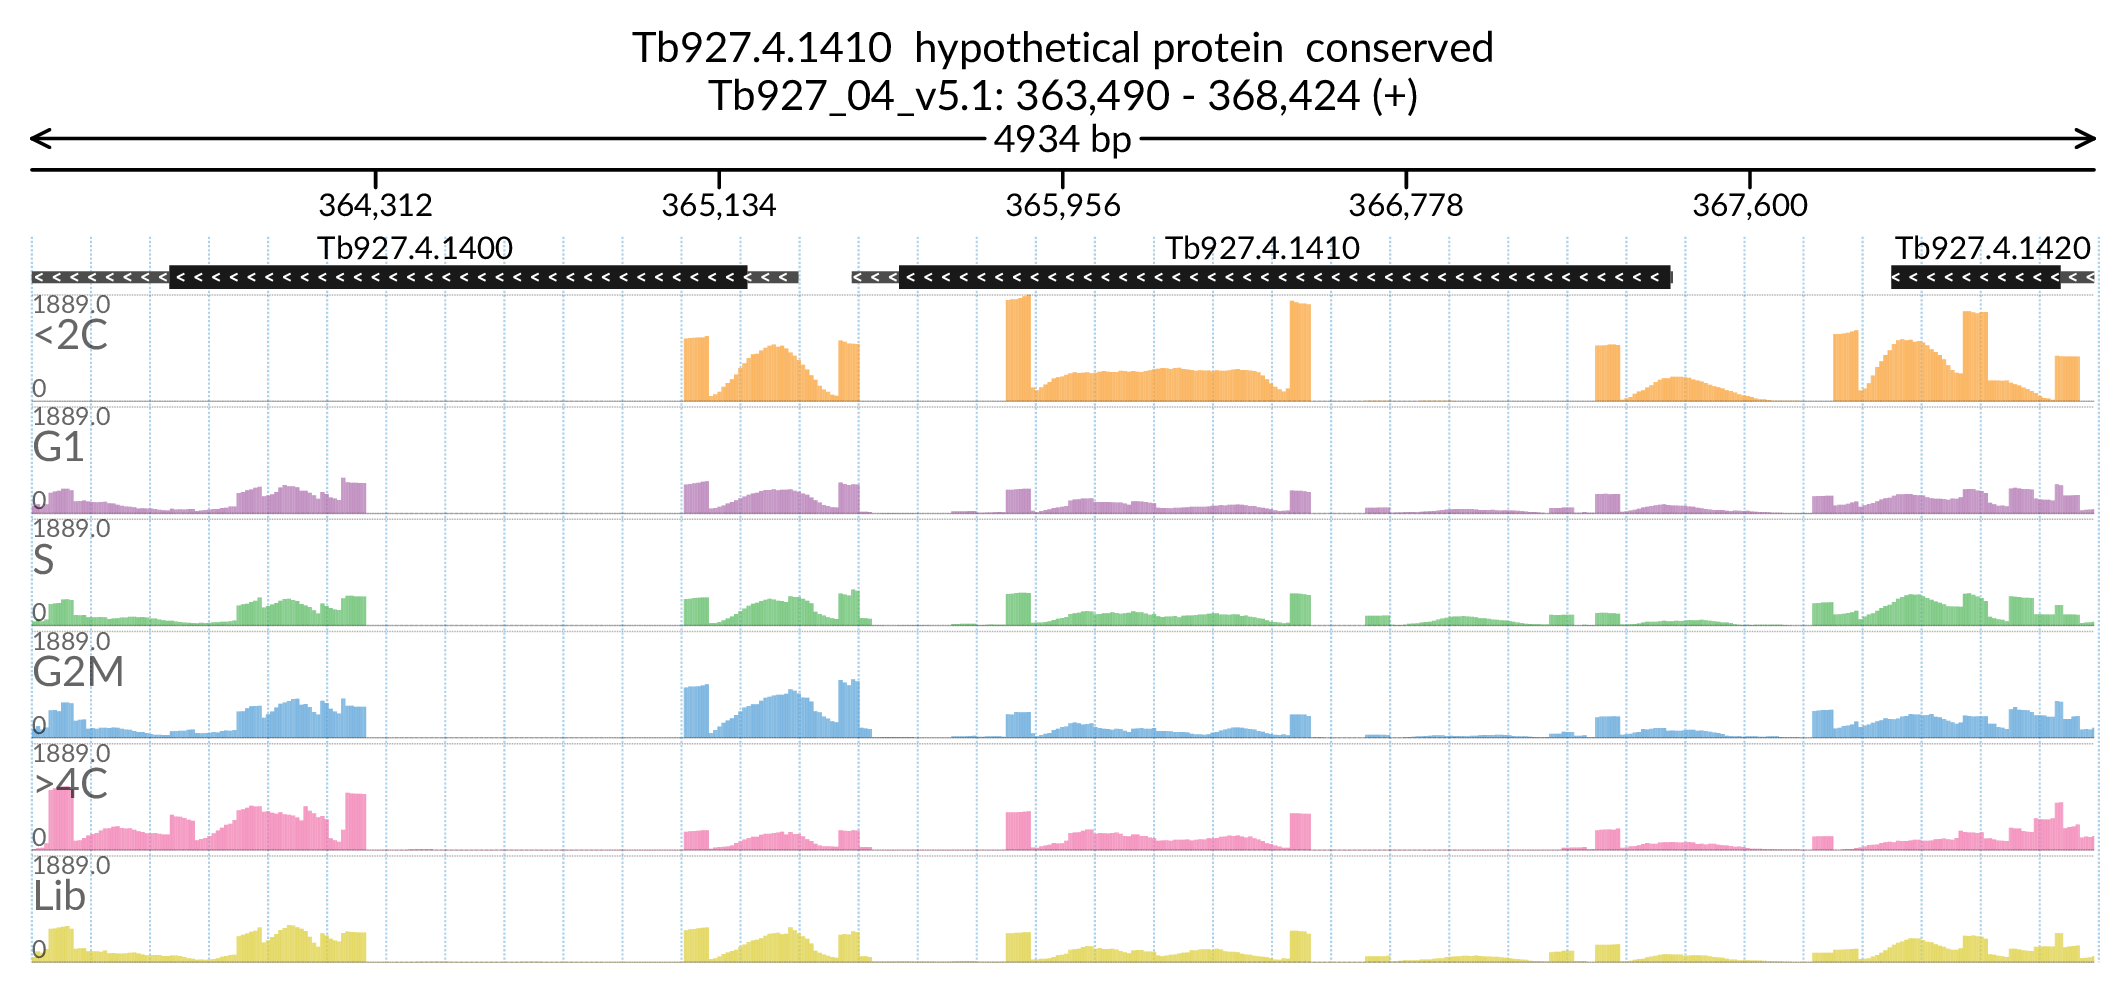 Tb927.4.1410  hypothetical protein  conserved
Tb927_04_v5.1: 363,490 - 368,424 (+)
4934 bp
364,312 365,134 365,956 366,778 367,600
Tb927.4.1400 Tb927.4.1410 Tb927.4.1420
1889.0
<2C
0
1889.0
G1
0
1889.0
S
0
1889.0
G2M
0
1889.0
>4C
0
1889.0
Lib
0